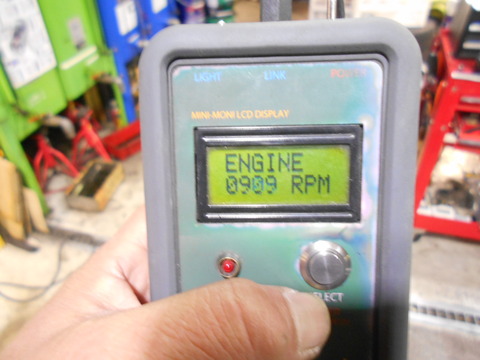 LIGHT LINK
MINI-MONI LCD DISPLAY
ENGINE
0909 RPM